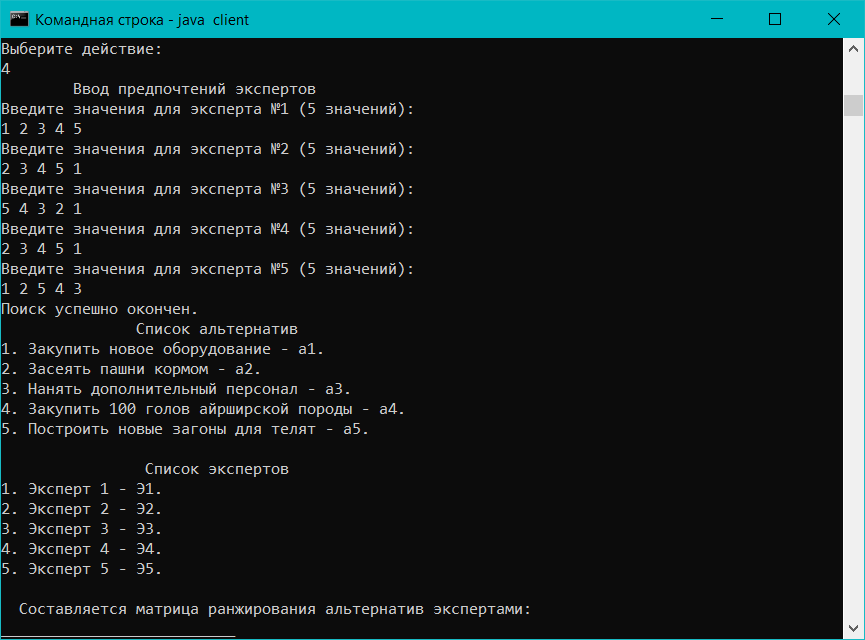 Командная строка - java client
Выберите действие:
4
Ввод предпочтений экспертов
Введите значения для эксперта №1 (5 значений):
1 2 3 4 5
Введите значения для эксперта №2 (5 значений):
2 3 4 5 1
Введите значения для эксперта №3 (5 значений):
5 4 3 2 1
Введите значения для эксперта №4 (5 значений):
2 3 4 5 1
Введите значения для эксперта №5 (5 значений):
1 2 5 4 3
Поиск успешно окончен.
Список альтернатив
1. Закупить новое оборудование - a1.
2. Засеять пашни кормом - a2.
3. Нанять дополнительный персонал - a3.
4. Закупить 100 голов айрширской породы - a4.
5. Построить новые загоны для телят - a5.
Список экспертов
1. Эксперт 1 - Э1.
2. Эксперт 2 - Э2.
3. Эксперт 3 - Э3.
4. Эксперт 4 - Э4.
5. Эксперт 5 - Э5.
Составляется матрица ранжирования альтернатив экспертами: